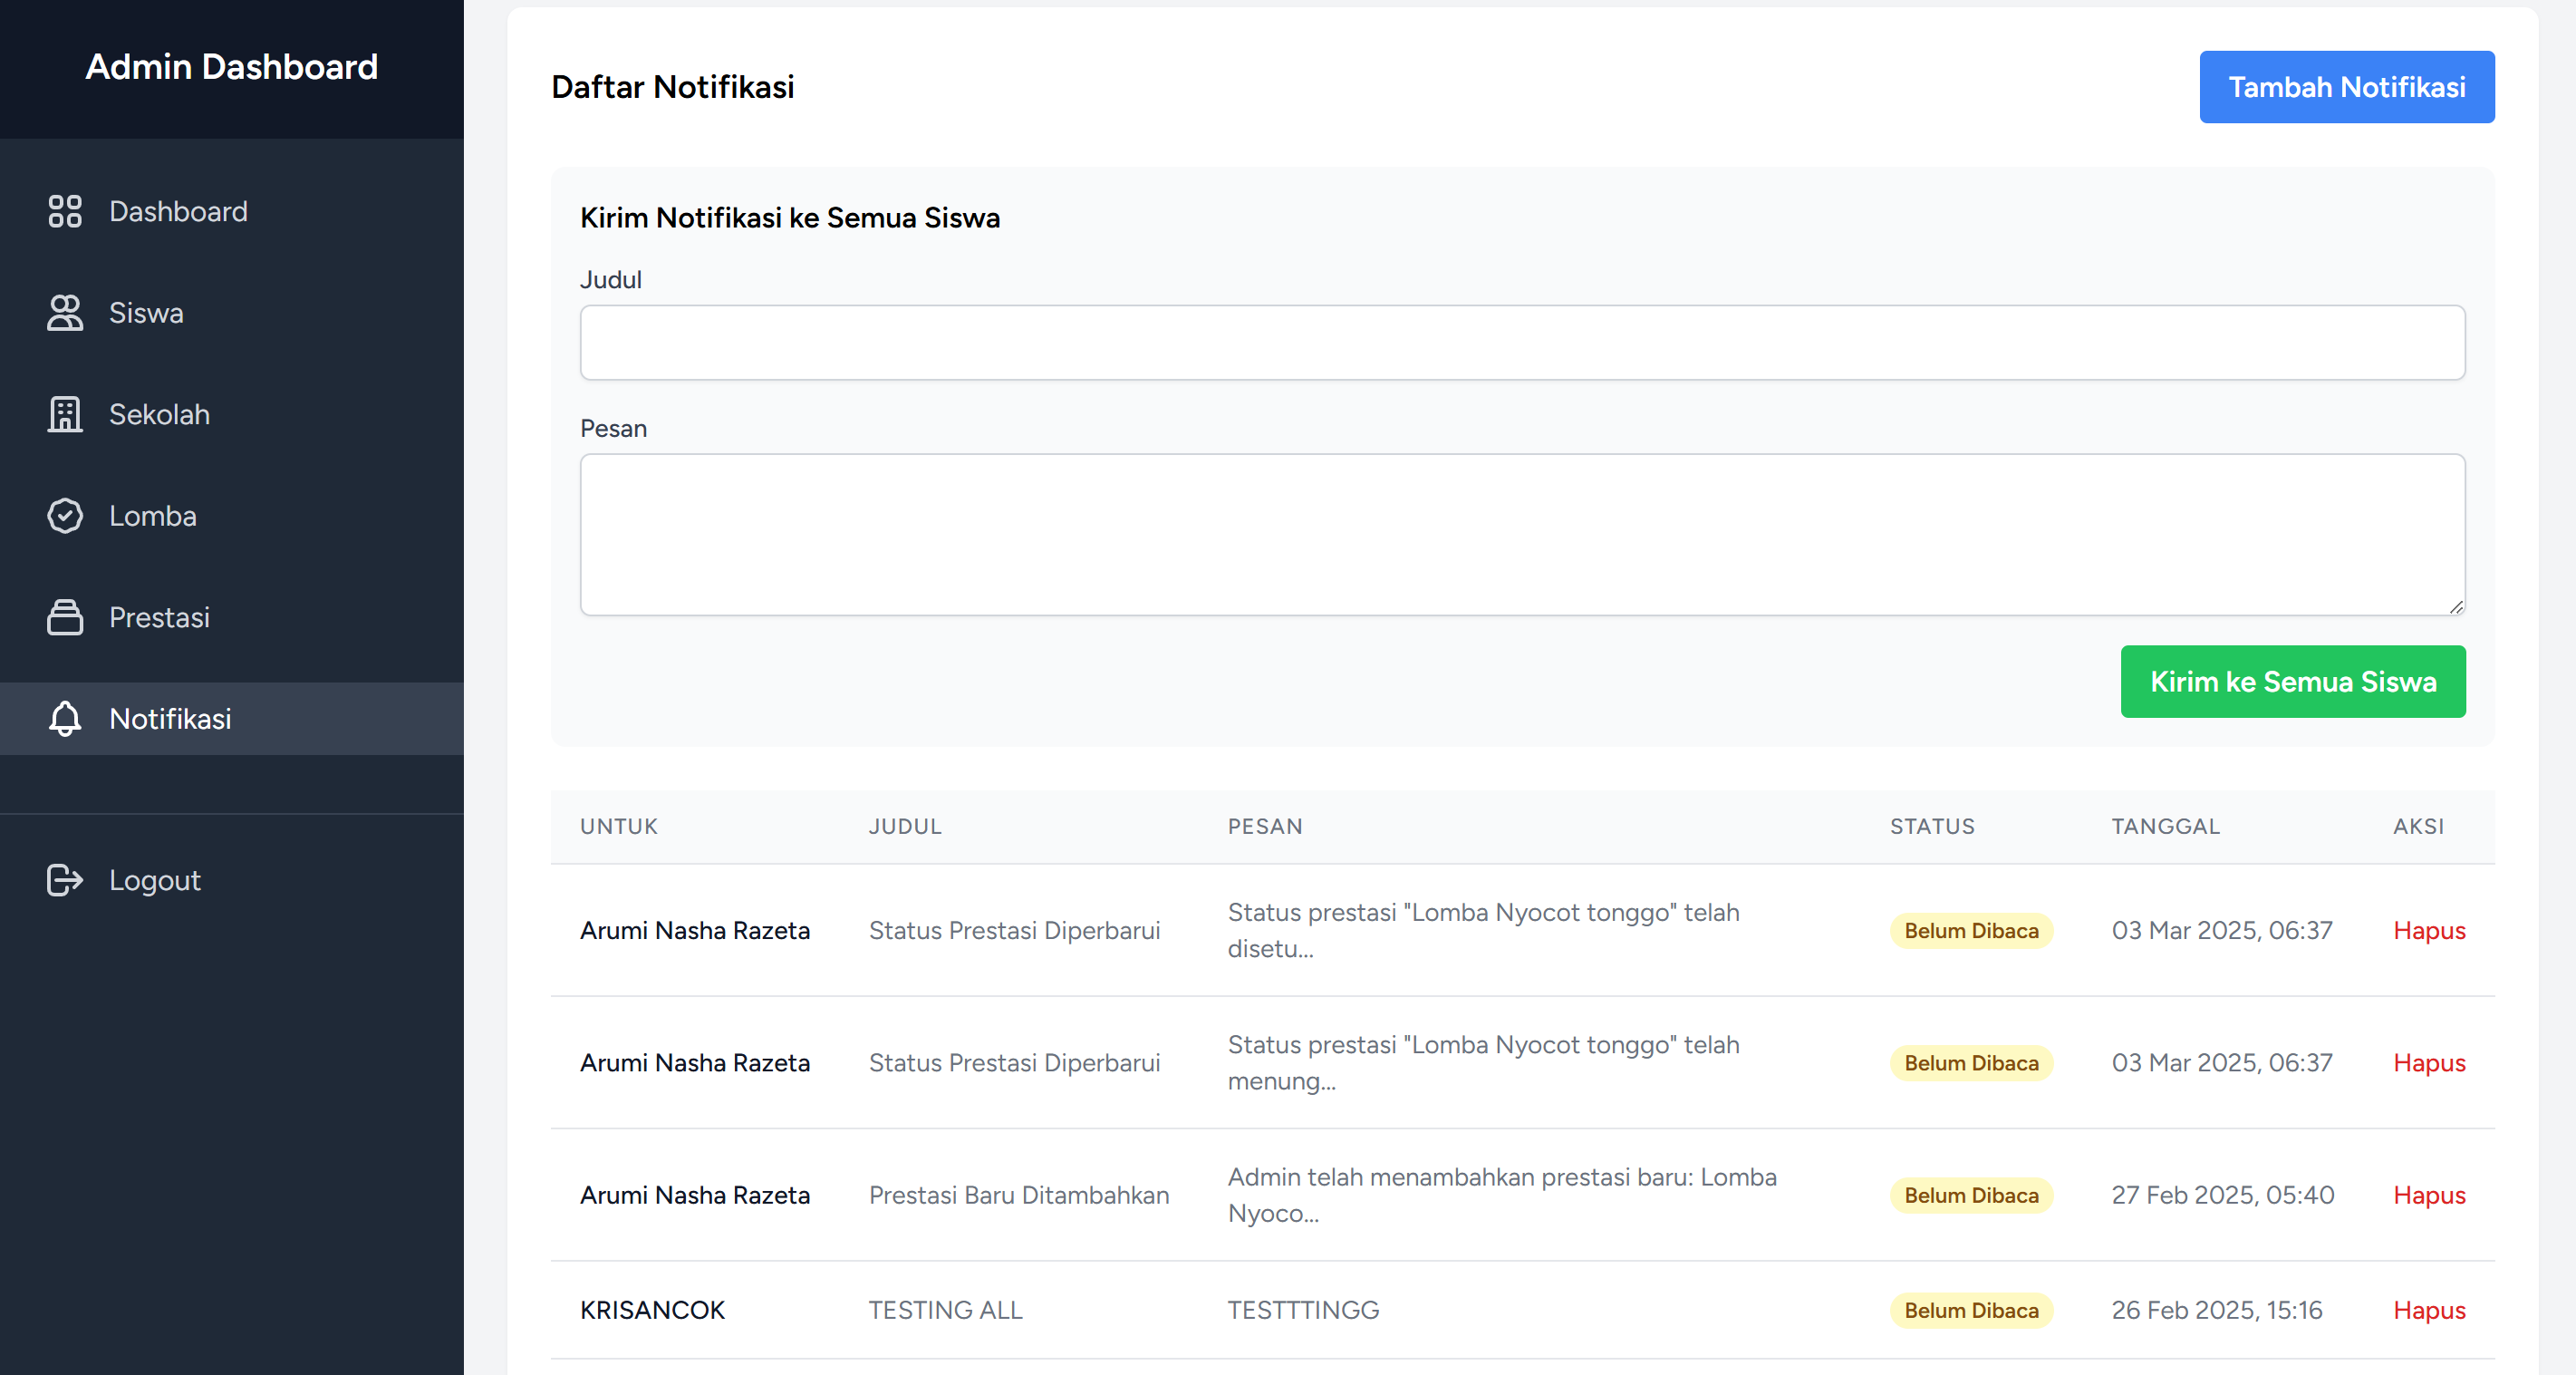 Admin Dashboard
Dashboard
Siswa
Sekolah
Lomba
Prestasi
Notifikasi
Logout
Daftar Notifikasi
Tambah Notifikasi
Kirim Notifikasi ke Semua Siswa
Judul
Pesan
Kirim ke Semua Siswa
UNTUK JUDUL PESAN STATUS TANGGAL AKSI
Arumi Nasha Razeta Status Prestasi Diperbarui Status prestasi "Lomba Nyocot tonggo" telah
disetu... Belum Dibaca 03 Mar 2025, 06:37 Hapus
Arumi Nasha Razeta Status Prestasi Diperbarui Status prestasi "Lomba Nyocot tonggo" telah
menung... Belum Dibaca 03 Mar 2025, 06:37 Hapus
Arumi Nasha Razeta Prestasi Baru Ditambahkan Admin telah menambahkan prestasi baru: Lomba
Nyoco... Belum Dibaca 27 Feb 2025, 05:40 Hapus
KRISANCOK TESTING ALL TESTTTINGG Belum Dibaca 26 Feb 2025, 15:16 Hapus